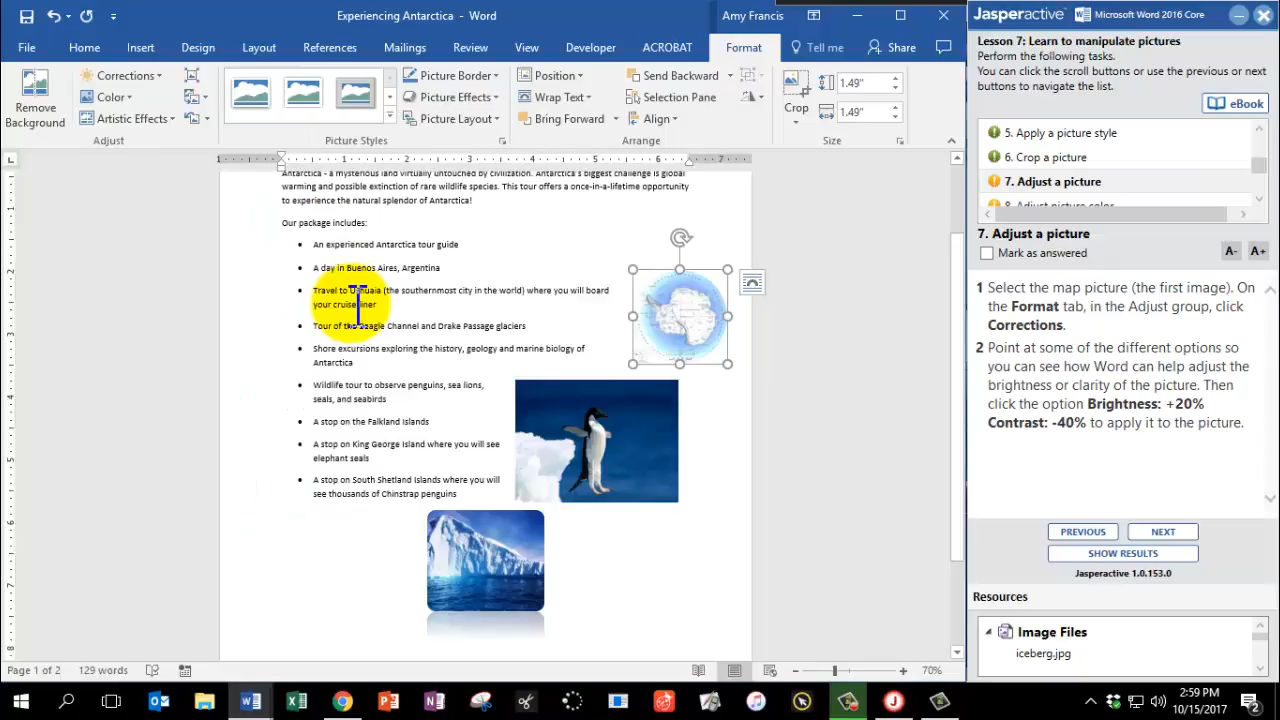 Experiencing Antarctica - Word
Amy Francis
File Home Insert Design Layout References Mailings Review View Developer ACROBAT Format Tell me Share
Remove Background
Corrections
Color
Artistic Effects
Adjust
Picture Border
Picture Effects
Picture Layout
Picture Styles
Position
Wrap Text
Bring Forward
Send Backward
Selection Pane
Align
Arrange
Crop
1.49"
1.49"
Size
1 1 2 3 4 5 6 7
Antarctica - a mysterious land virtually untouched by civilization. Antarctica's biggest challenge is global
warming and possible extinction of rare wildlife species. This tour offers a once-in-a-lifetime opportunity
to experience the natural splendor of Antarctica!
Our package includes:
• An experienced Antarctica tour guide
• A day in Buenos Aires, Argentina
• Travel to Ushuaia (the southernmost city in the world) where you will board
your cruise liner
• Tour of the Beagle Channel and Drake Passage glaciers
• Shore excursions exploring the history, geology and marine biology of
Antarctica
• Wildlife tour to observe penguins, sea lions,
seals, and seabirds
• A stop on the Falkland Islands
• A stop on King George Island where you will see
elephant seals
• A stop on South Shetland Islands where you will
see thousands of Chinstrap penguins
Page 1 of 2 129 words
70%
Jasperactive Microsoft Word 2016 Core
Lesson 7: Learn to manipulate pictures
Perform the following tasks.
You can click the scroll buttons or use the previous or next
buttons to navigate the list.
eBook
5. Apply a picture style
6. Crop a picture
7. Adjust a picture
8. Adjust picture color
7. Adjust a picture
Mark as answered
A- A+
1 Select the map picture (the first image). On
the Format tab, in the Adjust group, click
Corrections.
2 Point at some of the different options so
you can see how Word can help adjust the
brightness or clarity of the picture. Then
click the option Brightness: +20%
Contrast: -40% to apply it to the picture.
PREVIOUS NEXT
SHOW RESULTS
Jasperactive 1.0.153.0
Resources
Image Files
iceberg.jpg
2:59 PM
10/15/2017
2